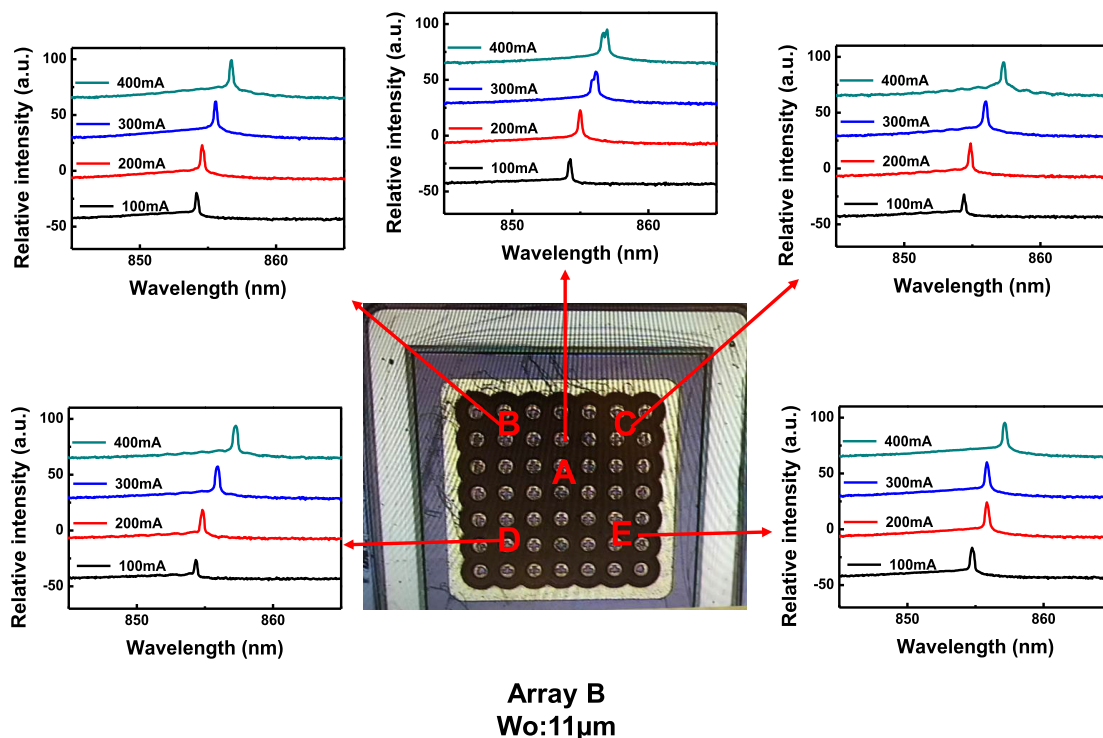 Relative intensity (a.u.)
100
50
0
-50
400mA
300mA
200mA
100mA
850
860
Wavelength (nm)
Relative intensity (a.u.)
100
50
0
-50
400mA
300mA
200mA
100mA
850
860
Wavelength (nm)
Relative intensity (a.u.)
100
50
0
-50
400mA
300mA
200mA
100mA
850
860
Wavelength (nm)
B
C
A
D
E
Relative intensity (a.u.)
100
50
0
-50
400mA
300mA
200mA
100mA
850
860
Wavelength (nm)
Relative intensity (a.u.)
100
50
0
-50
400mA
300mA
200mA
100mA
850
860
Wavelength (nm)
Array B
Wo:11μm